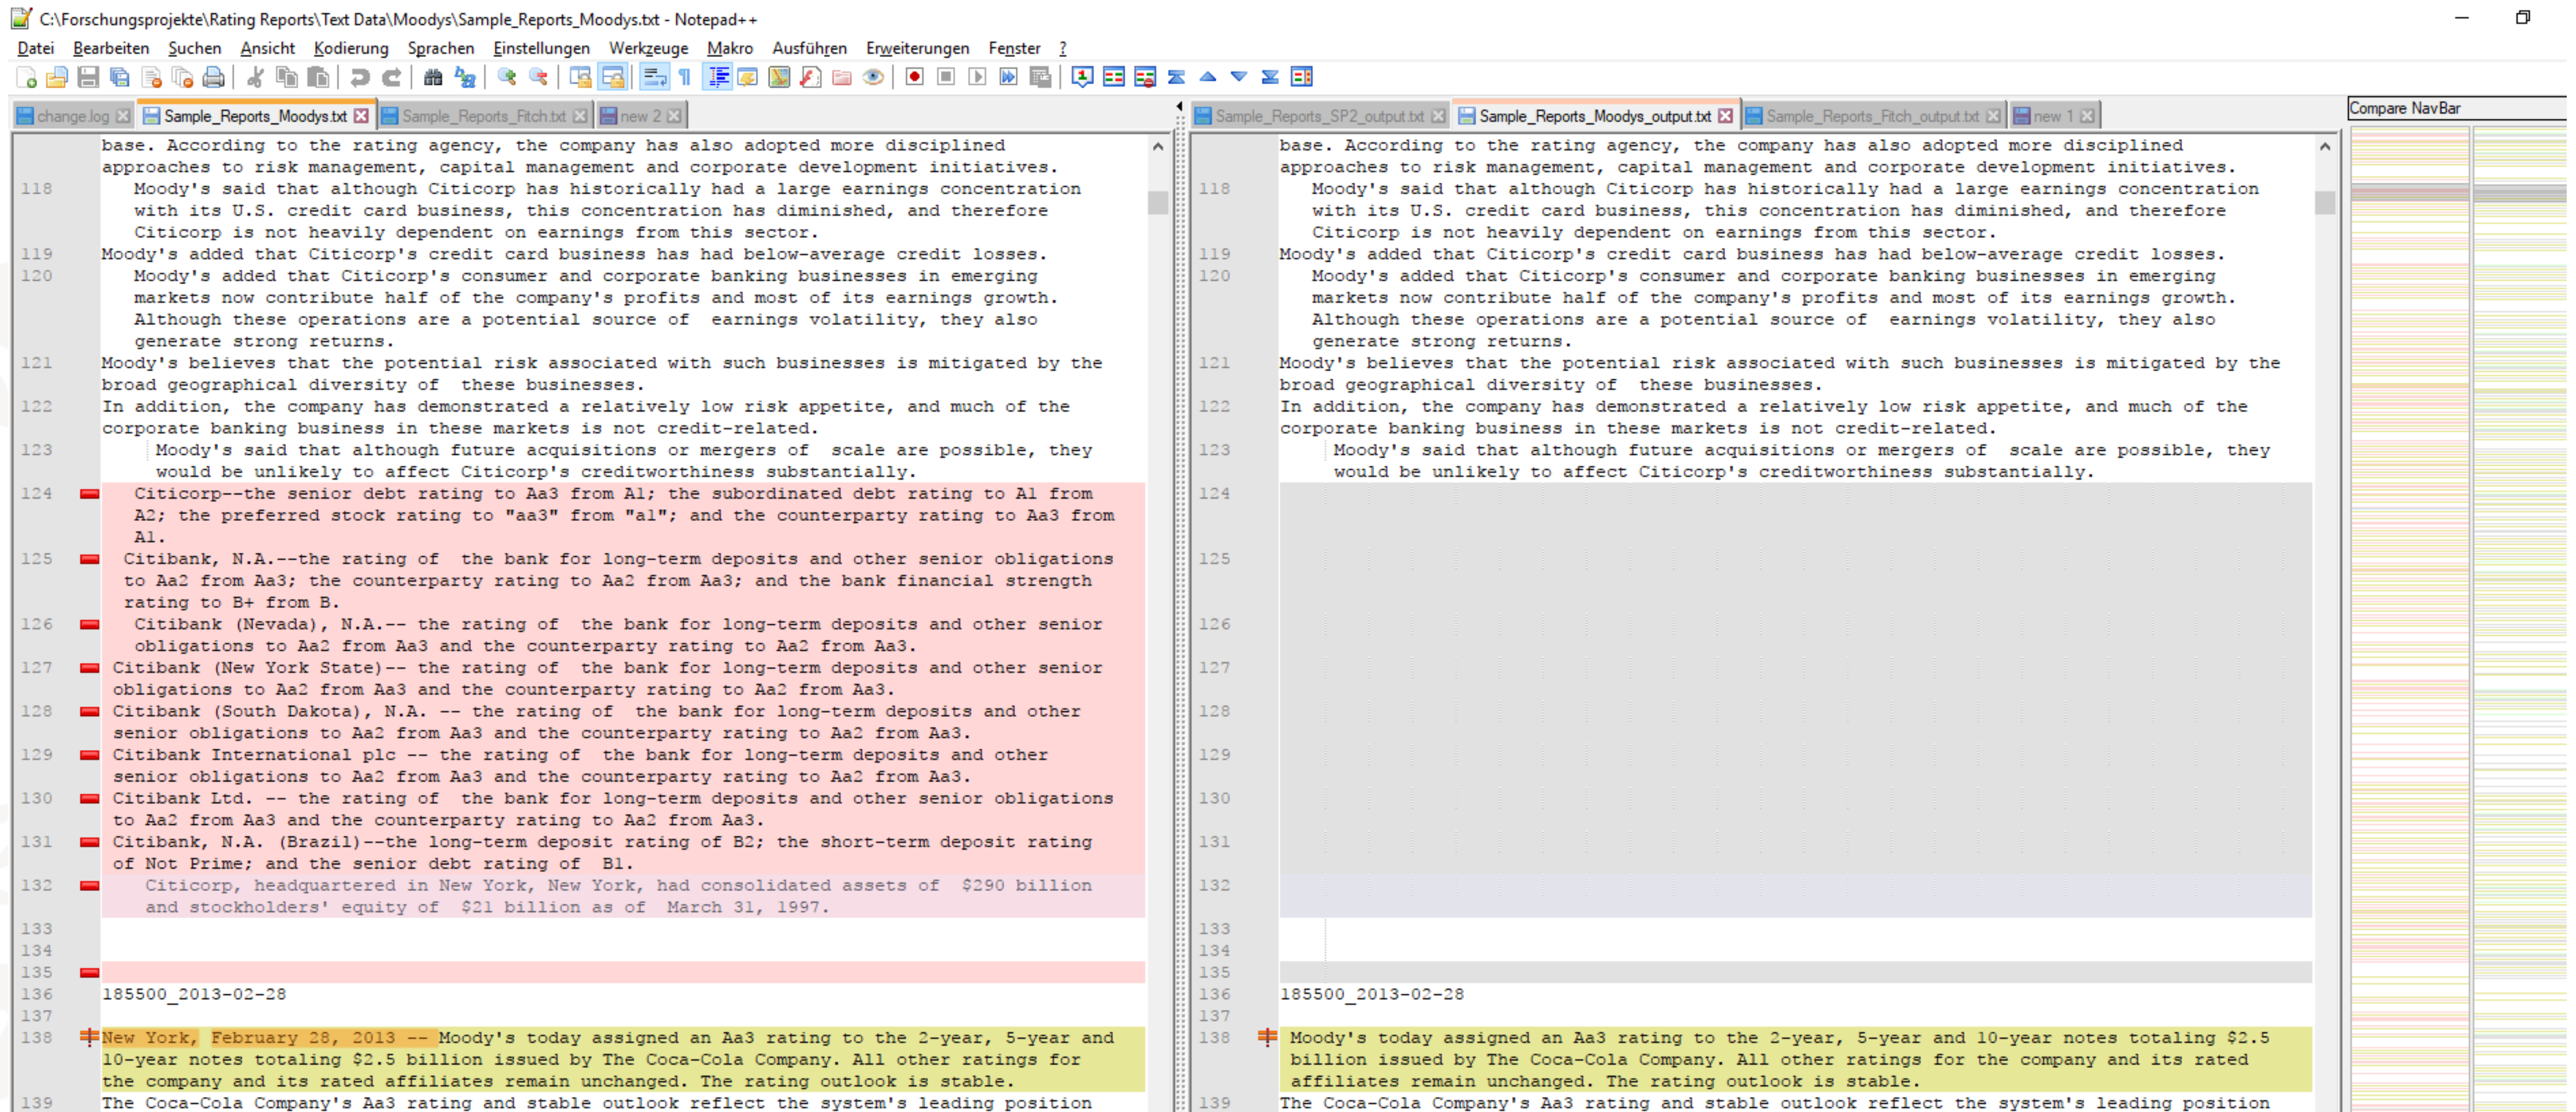 C:\Forschungsprojekte\Rating Reports\Text Data\Moodys\Sample_Reports_Moodys.txt - Notepad++
Datei Bearbeiten Suchen Ansicht Kodierung Sprachen Einstellungen Werkzeuge Makro Ausführen Erweiterungen Fenster ?
change.log Sample_Reports_Moodys.txt Sample_Reports_Fitch.txt new 2
base. According to the rating agency, the company has also adopted more disciplined
approaches to risk management, capital management and corporate development initiatives.
118 Moody's said that although Citicorp has historically had a large earnings concentration
with its U.S. credit card business, this concentration has diminished, and therefore
Citicorp is not heavily dependent on earnings from this sector.
119 Moody's added that Citicorp's credit card business has had below-average credit losses.
120 Moody's added that Citicorp's consumer and corporate banking businesses in emerging
markets now contribute half of the company's profits and most of its earnings growth.
Although these operations are a potential source of  earnings volatility, they also
generate strong returns.
121 Moody's believes that the potential risk associated with such businesses is mitigated by the
broad geographical diversity of  these businesses.
122 In addition, the company has demonstrated a relatively low risk appetite, and much of the
corporate banking business in these markets is not credit-related.
123 Moody's said that although future acquisitions or mergers of  scale are possible, they
would be unlikely to affect Citicorp's creditworthiness substantially.
124 Citicorp--the senior debt rating to Aa3 from A1; the subordinated debt rating to A1 from
A2; the preferred stock rating to "aa3" from "a1"; and the counterparty rating to Aa3 from
A1.
125 Citibank, N.A.--the rating of  the bank for long-term deposits and other senior obligations
to Aa2 from Aa3; the counterparty rating to Aa2 from Aa3; and the bank financial strength
rating to B+ from B.
126 Citibank (Nevada), N.A.-- the rating of  the bank for long-term deposits and other senior
obligations to Aa2 from Aa3 and the counterparty rating to Aa2 from Aa3.
127 Citibank (New York State)-- the rating of  the bank for long-term deposits and other senior
obligations to Aa2 from Aa3 and the counterparty rating to Aa2 from Aa3.
128 Citibank (South Dakota), N.A. -- the rating of  the bank for long-term deposits and other
senior obligations to Aa2 from Aa3 and the counterparty rating to Aa2 from Aa3.
129 Citibank International plc -- the rating of  the bank for long-term deposits and other
senior obligations to Aa2 from Aa3 and the counterparty rating to Aa2 from Aa3.
130 Citibank Ltd. -- the rating of  the bank for long-term deposits and other senior obligations
to Aa2 from Aa3 and the counterparty rating to Aa2 from Aa3.
131 Citibank, N.A. (Brazil)--the long-term deposit rating of B2; the short-term deposit rating
of Not Prime; and the senior debt rating of  B1.
132 Citicorp, headquartered in New York, New York, had consolidated assets of  $290 billion
and stockholders' equity of  $21 billion as of  March 31, 1997.
133
134
135
136 185500_2013-02-28
137
138 New York, February 28, 2013 -- Moody's today assigned an Aa3 rating to the 2-year, 5-year and
10-year notes totaling $2.5 billion issued by The Coca-Cola Company. All other ratings for
the company and its rated affiliates remain unchanged. The rating outlook is stable.
139 The Coca-Cola Company's Aa3 rating and stable outlook reflect the system's leading position
Sample_Reports_SP2_output.txt Sample_Reports_Moodys_output.txt Sample_Reports_Fitch_output.txt new 1
base. According to the rating agency, the company has also adopted more disciplined
approaches to risk management, capital management and corporate development initiatives.
118 Moody's said that although Citicorp has historically had a large earnings concentration
with its U.S. credit card business, this concentration has diminished, and therefore
Citicorp is not heavily dependent on earnings from this sector.
119 Moody's added that Citicorp's credit card business has had below-average credit losses.
120 Moody's added that Citicorp's consumer and corporate banking businesses in emerging
markets now contribute half of the company's profits and most of its earnings growth.
Although these operations are a potential source of  earnings volatility, they also
generate strong returns.
121 Moody's believes that the potential risk associated with such businesses is mitigated by the
broad geographical diversity of  these businesses.
122 In addition, the company has demonstrated a relatively low risk appetite, and much of the
corporate banking business in these markets is not credit-related.
123 Moody's said that although future acquisitions or mergers of  scale are possible, they
would be unlikely to affect Citicorp's creditworthiness substantially.
124
125
126
127
128
129
130
131
132
133
134
135
136 185500_2013-02-28
137
138 Moody's today assigned an Aa3 rating to the 2-year, 5-year and 10-year notes totaling $2.5
billion issued by The Coca-Cola Company. All other ratings for the company and its rated
affiliates remain unchanged. The rating outlook is stable.
139 The Coca-Cola Company's Aa3 rating and stable outlook reflect the system's leading position
Compare NavBar